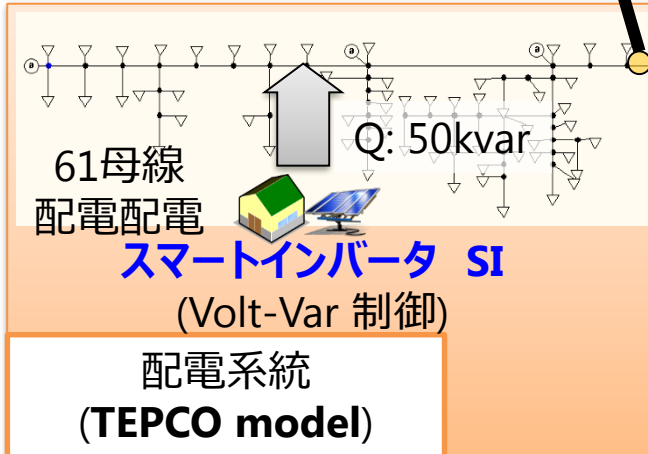 a
a
a
Q: 50kvar
61母線
配電配電
スマートインバータ SI
(Volt-Var 制御)
配電系統
(TEPCO model)